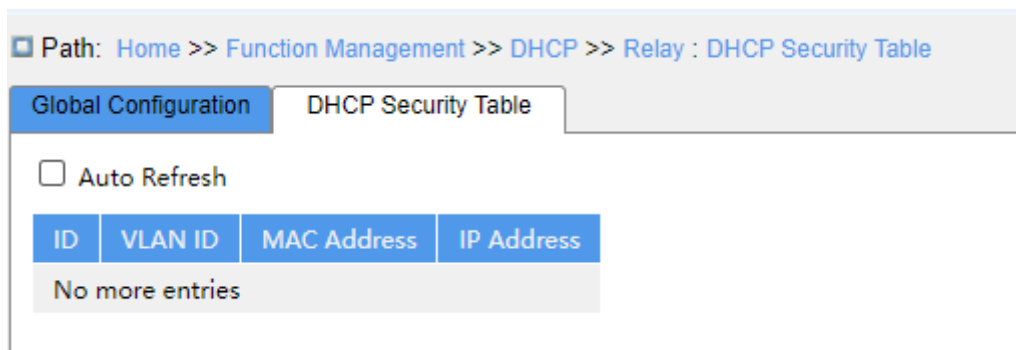 Path: Home >> Function Management >> DHCP >> Relay : DHCP Security Table
Global Configuration DHCP Security Table
Auto Refresh
ID VLAN ID MAC Address IP Address
No more entries